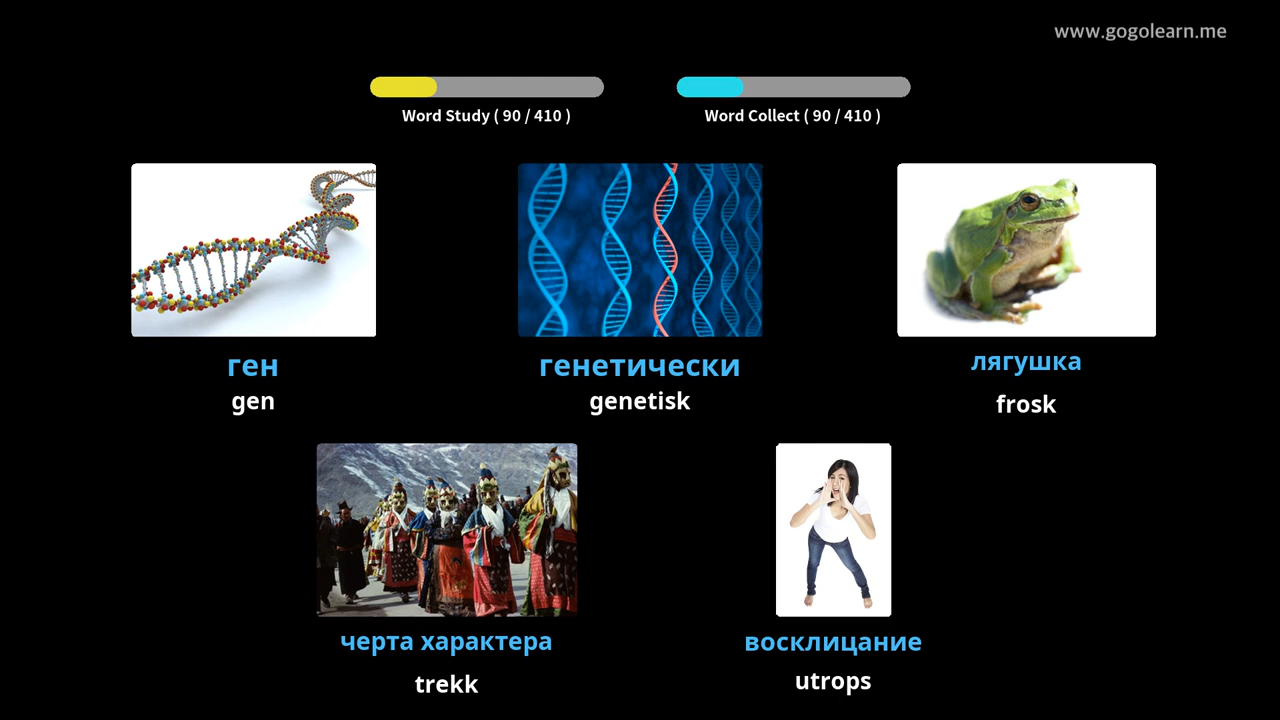 www.gogolearn.me
Word Study ( 90 / 410 )
Word Collect ( 90 / 410 )
ген
gen
генетически
genetisk
лягушка
frosk
черта характера
trekk
восклицание
utrops